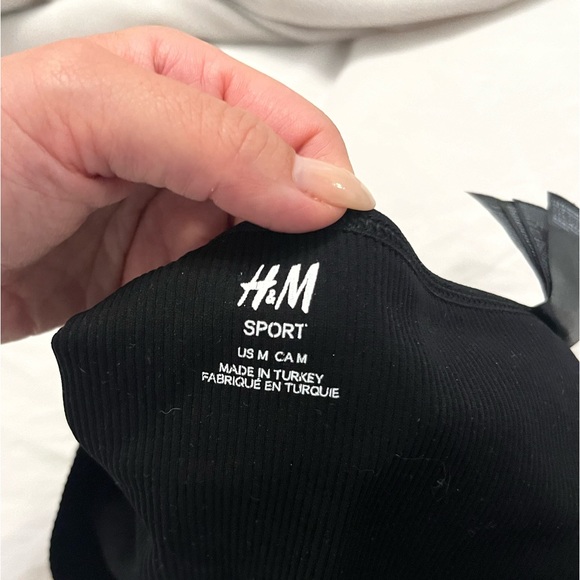 H&M
SPORT
US M CA M
MADE IN TURKEY
FABRIQUÉ EN TURQUIE